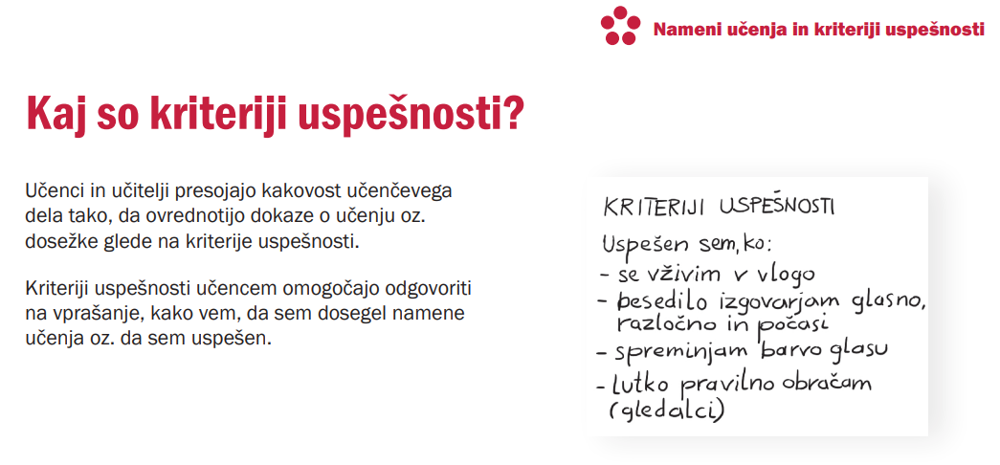 Nameni učenja in kriteriji uspešnosti
Kaj so kriteriji uspešnosti?
Učenci in učitelji presojajo kakovost učenčevega
dela tako, da ovrednotijo dokaze o učenju oz.
dosežke glede na kriterije uspešnosti.
Kriteriji uspešnosti učencem omogočajo odgovoriti
na vprašanje, kako vem, da sem dosegel namene
učenja oz. da sem uspešen.
KRITERIJI USPEŠNOSTI
Uspešen sem, ko:
- se vživim v vlogo
- besedilo izgovarjam glasno,
razločno in počasi
- spreminjam barvo glasu
- lutko pravilno obračam
(gledalci)